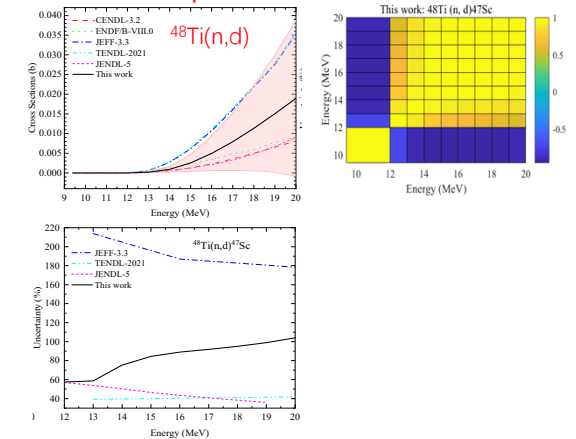 48Ti(n,d)
CENDL-3.2
ENDF/B-VIII.0
JEFF-3.3
TENDL-2021
JENDL-5
This work
Cross Sections (b)
0.040
0.035
0.030
0.025
0.020
0.015
0.010
0.005
0.000
9 10 11 12 13 14 15 16 17 18 19 20
Energy (MeV)
This work: 48Ti (n, d)47Sc
Energy (MeV)
20
18
16
14
12
10
10 12 14 16 18 20
Energy (MeV)
1
0.5
0
-0.5
48Ti(n,d)47Sc
JEFF-3.3
TENDL-2021
JENDL-5
This work
Uncertainty (%)
220
200
180
160
140
120
100
80
60
40
12 13 14 15 16 17 18 19 20
Energy (MeV)
)